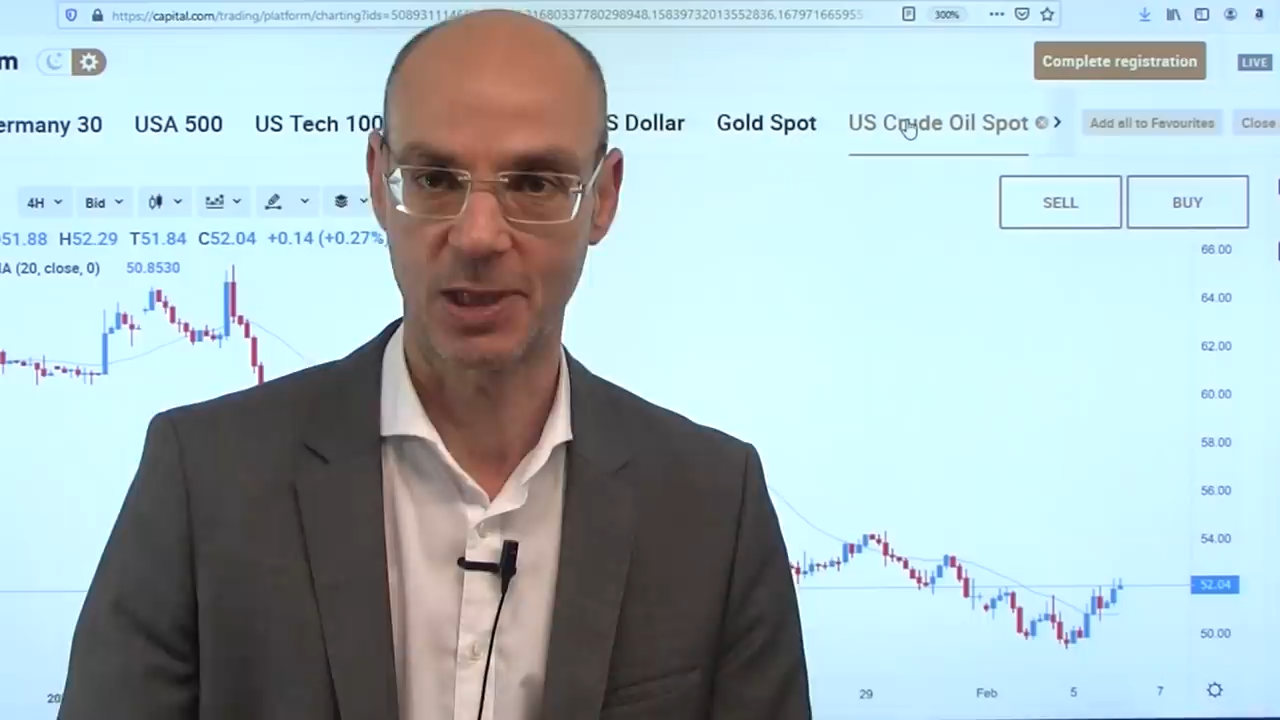 https://capital.com/trading/platform/charting?ids= 300%
m Complete registration LIVE
ermany 30 USA 500 US Tech 100 S Dollar Gold Spot US Crude Oil Spot Add all to Favourites Close
4H Bid SELL BUY
51.88 H52.29 T51.84 C52.04 +0.14 (+0.27%)
A (20, close, 0) 50.8530
66.00
64.00
62.00
60.00
58.00
56.00
54.00
52.04
50.00
20 29 Feb 5 7